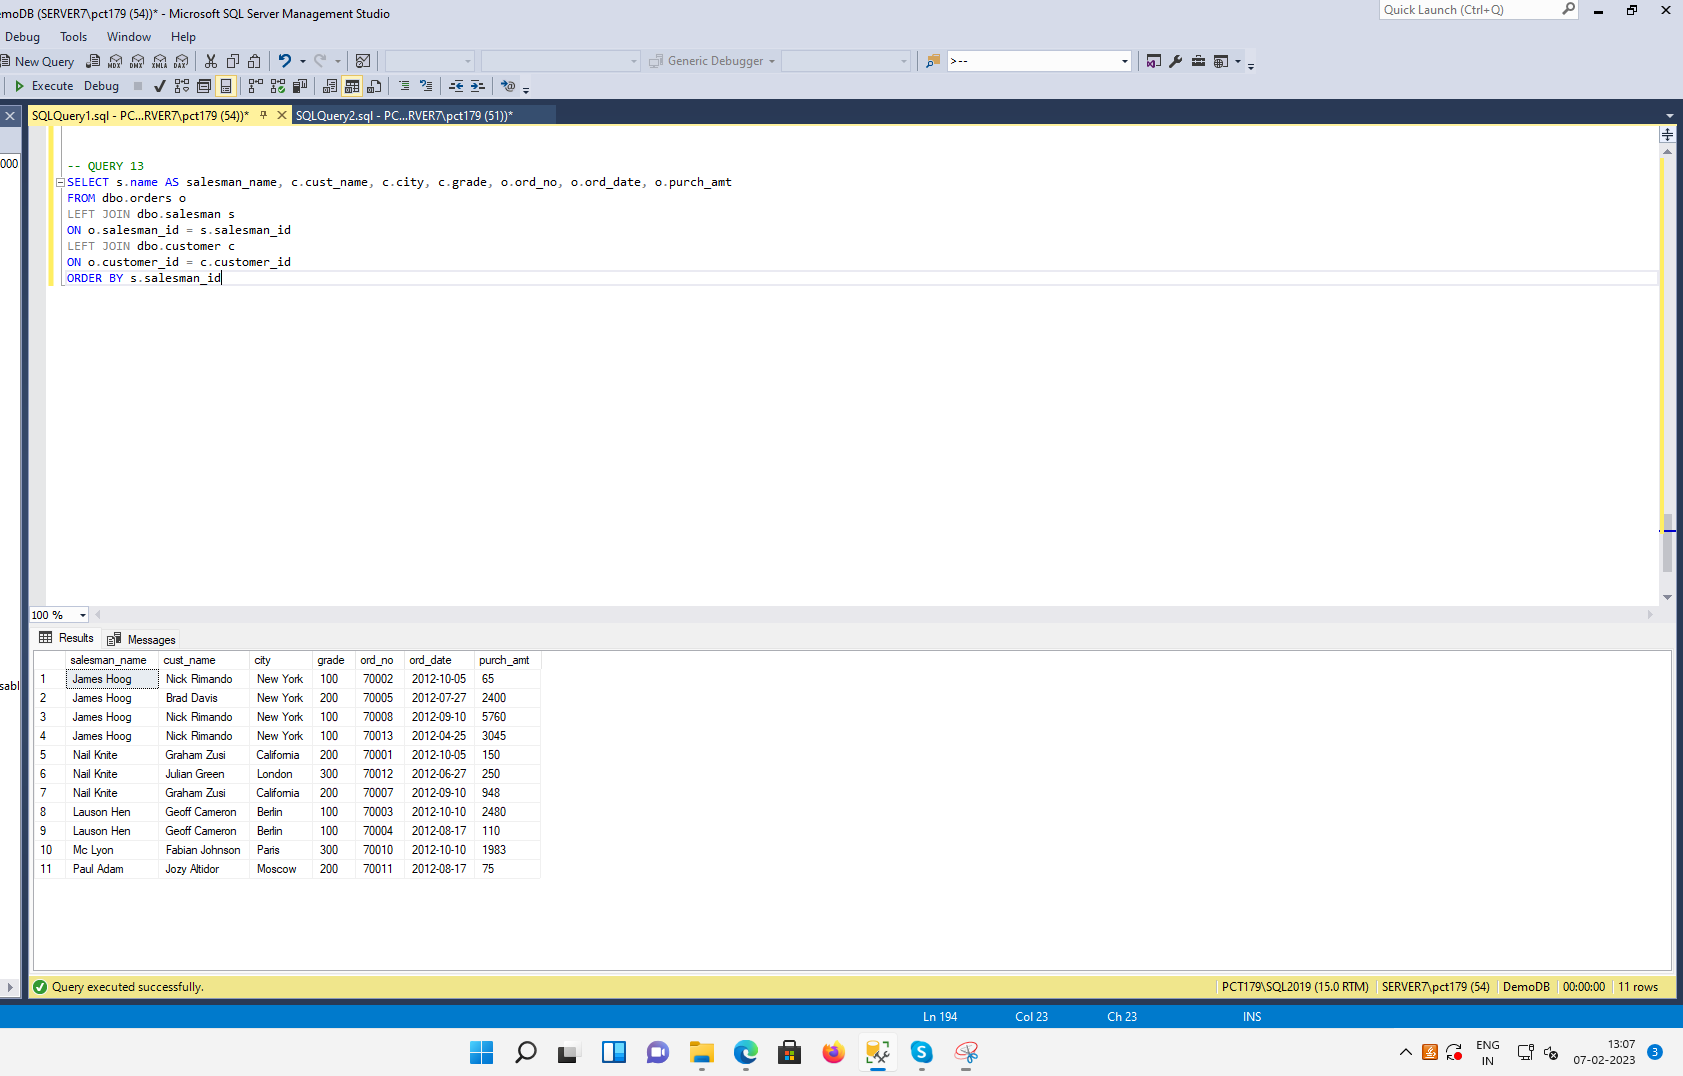 emoDB (SERVER7\pct179 (54))* - Microsoft SQL Server Management Studio
Quick Launch (Ctrl+Q)
Debug Tools Window Help
New Query MDX DMX XMLA DAX Generic Debugger >--
Execute Debug
SQLQuery1.sql - PC...RVER7\pct179 (54))* SQLQuery2.sql - PC...RVER7\pct179 (51))*
000
-- QUERY 13
SELECT s.name AS salesman_name, c.cust_name, c.city, c.grade, o.ord_no, o.ord_date, o.purch_amt
FROM dbo.orders o
LEFT JOIN dbo.salesman s
ON o.salesman_id = s.salesman_id
LEFT JOIN dbo.customer c
ON o.customer_id = c.customer_id
ORDER BY s.salesman_id
100 %
Results Messages
sabl
salesman_name cust_name city grade ord_no ord_date purch_amt
1 James Hoog Nick Rimando New York 100 70002 2012-10-05 65
2 James Hoog Brad Davis New York 200 70005 2012-07-27 2400
3 James Hoog Nick Rimando New York 100 70008 2012-09-10 5760
4 James Hoog Nick Rimando New York 100 70013 2012-04-25 3045
5 Nail Knite Graham Zusi California 200 70001 2012-10-05 150
6 Nail Knite Julian Green London 300 70012 2012-06-27 250
7 Nail Knite Graham Zusi California 200 70007 2012-09-10 948
8 Lauson Hen Geoff Cameron Berlin 100 70003 2012-10-10 2480
9 Lauson Hen Geoff Cameron Berlin 100 70004 2012-08-17 110
10 Mc Lyon Fabian Johnson Paris 300 70010 2012-10-10 1983
11 Paul Adam Jozy Altidor Moscow 200 70011 2012-08-17 75
Query executed successfully.
PCT179\SQL2019 (15.0 RTM) SERVER7\pct179 (54) DemoDB 00:00:00 11 rows
Ln 194 Col 23 Ch 23 INS
ENG
IN
13:07
07-02-2023
3